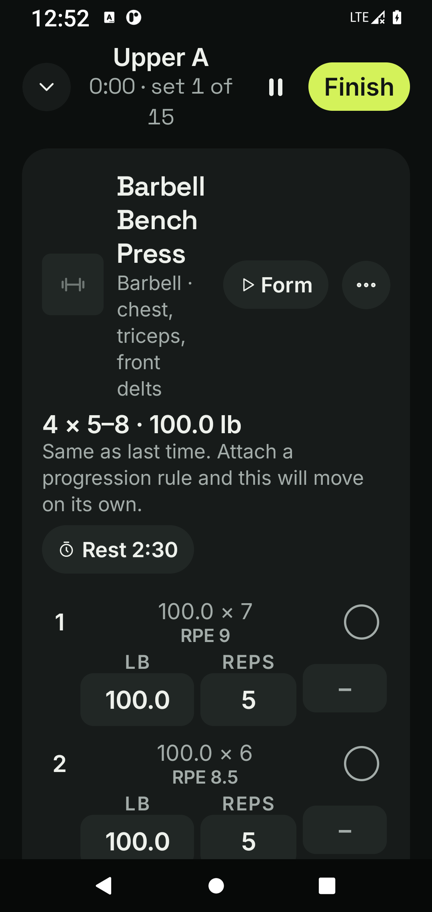 12:52
A
LTE
Upper A
0:00 · set 1 of
15
Finish
Barbell
Bench
Press
Barbell ·
chest,
triceps,
front
delts
Form
4 × 5–8 · 100.0 lb
Same as last time. Attach a
progression rule and this will move
on its own.
Rest 2:30
1
100.0 × 7
RPE 9
LB
REPS
100.0
5
–
2
100.0 × 6
RPE 8.5
LB
REPS
100.0
5
–